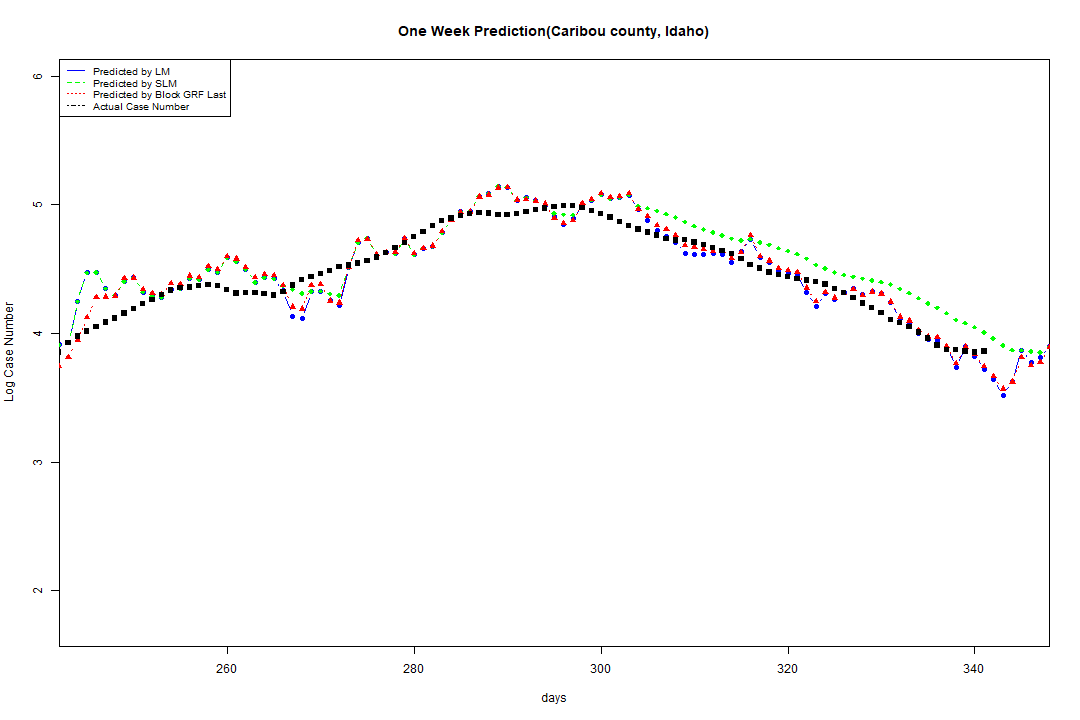 One Week Prediction(Caribou county, Idaho)
Predicted by LM
Predicted by SLM
Predicted by Block GRF Last
Actual Case Number
6
5
4
3
2
Log Case Number
260
280
300
320
340
days